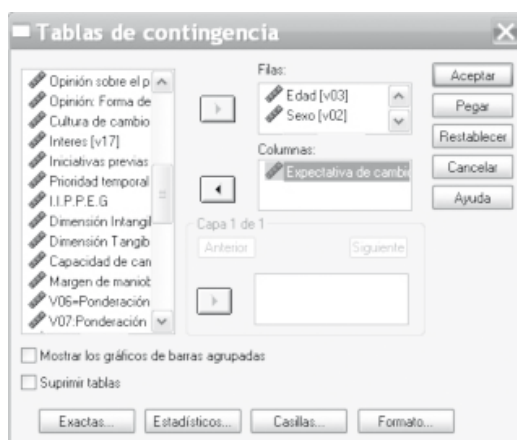 Tablas de contingencia
Opinión sobre el p
Opinión: Forma de
Cultura de cambio
Interes [v17]
Iniciativas previas
Prioridad temporal
I.I.P.P.E.G
Dimensión Intangil
Dimensión Tangib
Capacidad de can
Margen de maniot
V06=Ponderación
V07:Ponderación
Filas:
Edad [v03]
Sexo [v02]
Columnas:
Expectativa de cambi
Capa 1 de 1
Anterior
Siguiente
Aceptar
Pegar
Restablecer
Cancelar
Ayuda
Mostrar los gráficos de barras agrupadas
Suprimir tablas
Exactas...
Estadísticos...
Casillas...
Formato...